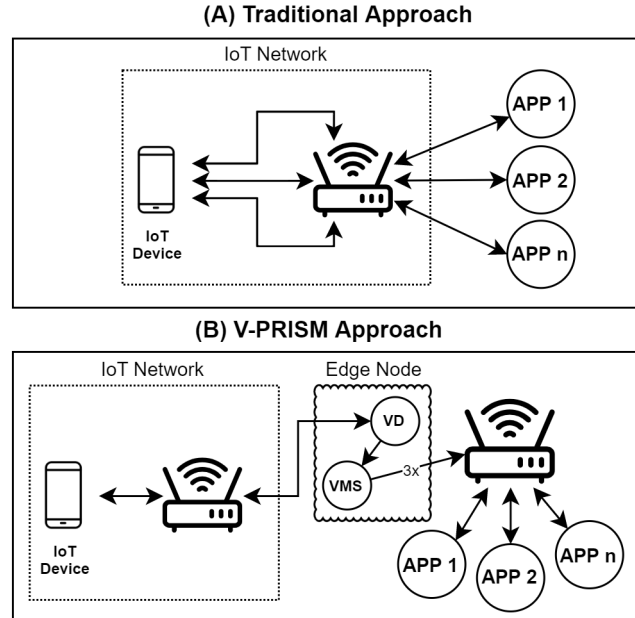 (A) Traditional Approach
IoT Network
APP 1
APP 2
IoT
Device
APP n
(B) V-PRISM Approach
IoT Network
Edge Node
VD
VMS
3x
IoT
Device
APP 1
APP 2
APP n